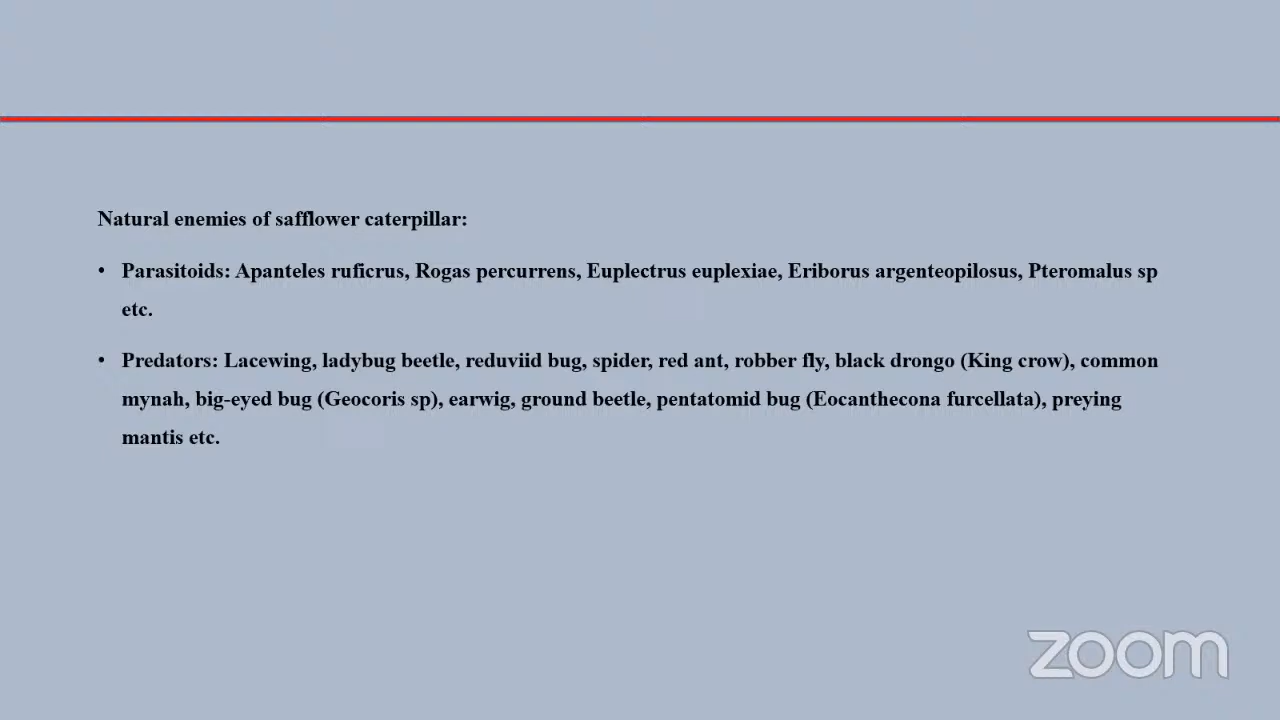 Natural enemies of safflower caterpillar:
• Parasitoids: Apanteles ruficrus, Rogas percurrens, Euplectrus euplexiae, Eriborus argenteopilosus, Pteromalus sp
etc.
• Predators: Lacewing, ladybug beetle, reduviid bug, spider, red ant, robber fly, black drongo (King crow), common
mynah, big-eyed bug (Geocoris sp), earwig, ground beetle, pentatomid bug (Eocanthecona furcellata), preying
mantis etc.
zoom